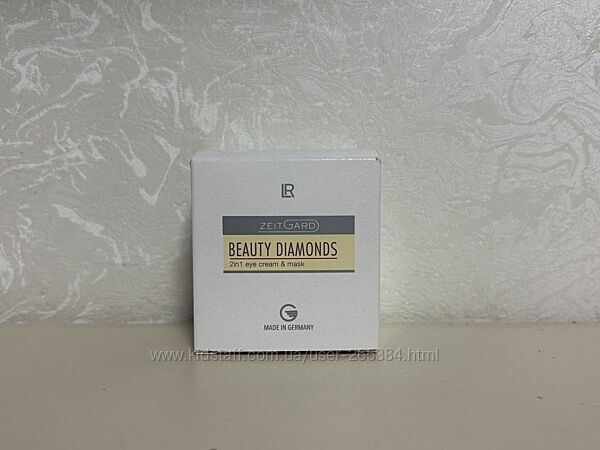 LR
ZEITGARD
BEAUTY DIAMONDS
2in1 eye cream & mask
G
MADE IN GERMANY
www.kidstaff.com.ua/user-265384.html